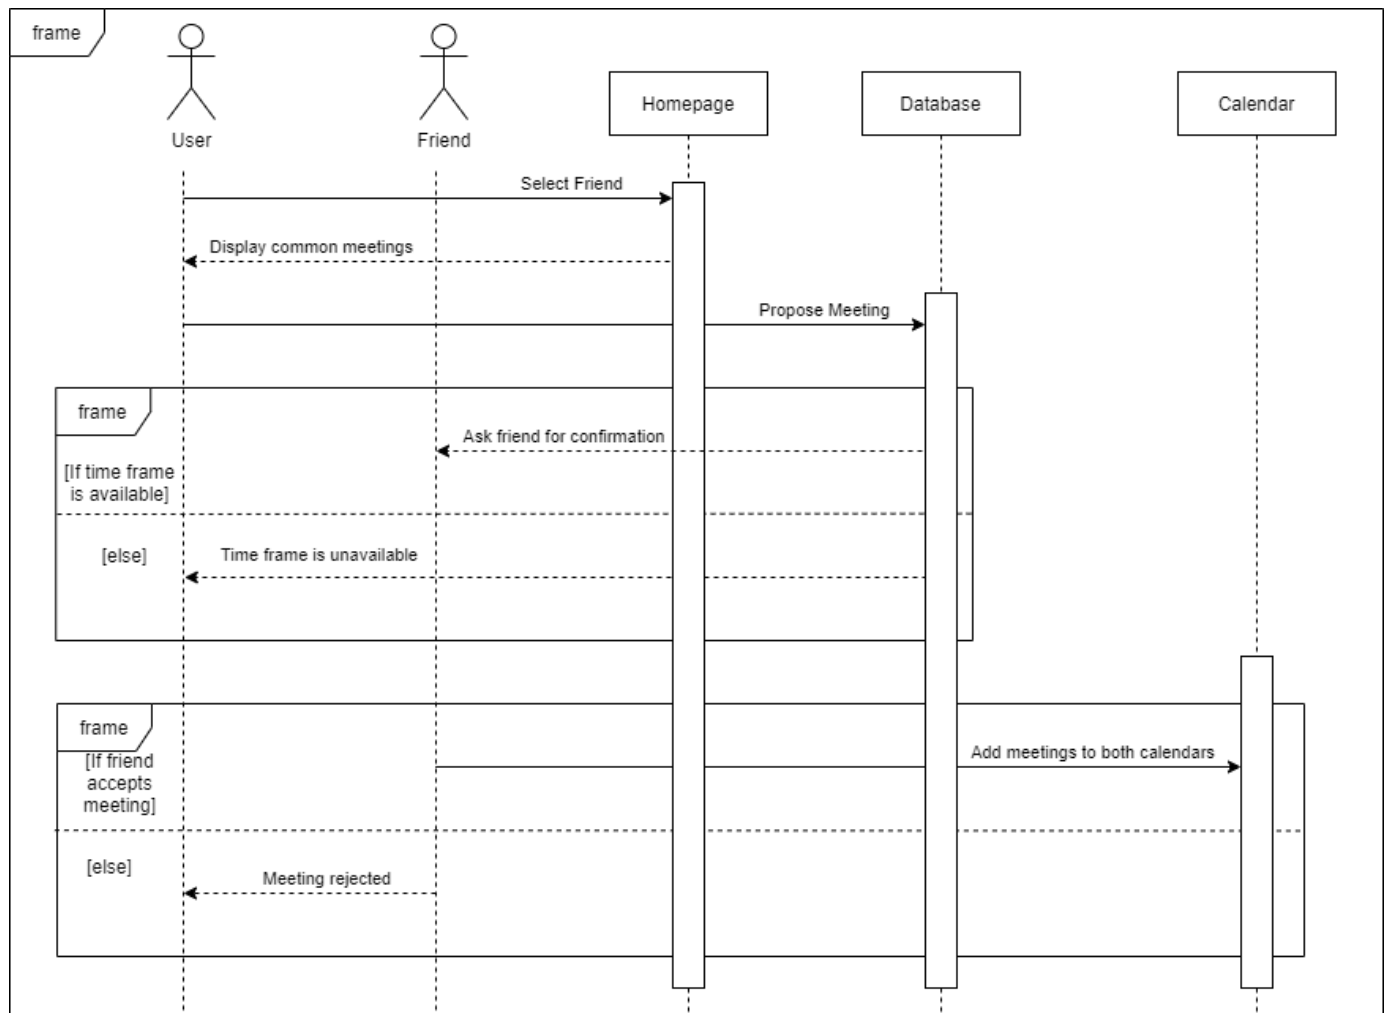 frame
User
Friend
Homepage
Database
Calendar
Select Friend
Display common meetings
Propose Meeting
frame
Ask friend for confirmation
[If time frame
is available]
[else]
Time frame is unavailable
frame
[If friend
accepts
meeting]
Add meetings to both calendars
[else]
Meeting rejected